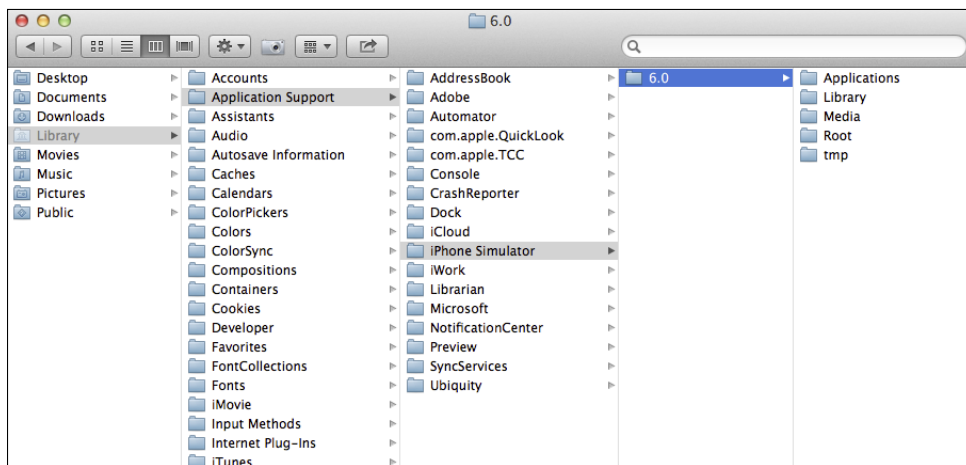 6.0
Desktop
Documents
Downloads
Library
Movies
Music
Pictures
Public
Accounts
Application Support
Assistants
Audio
Autosave Information
Caches
Calendars
ColorPickers
Colors
ColorSync
Compositions
Containers
Cookies
Developer
Favorites
FontCollections
Fonts
iMovie
Input Methods
Internet Plug-Ins
iTunes
AddressBook
Adobe
Automator
com.apple.QuickLook
com.apple.TCC
Console
CrashReporter
Dock
iCloud
iPhone Simulator
iWork
Librarian
Microsoft
NotificationCenter
Preview
SyncServices
Ubiquity
6.0
Applications
Library
Media
Root
tmp